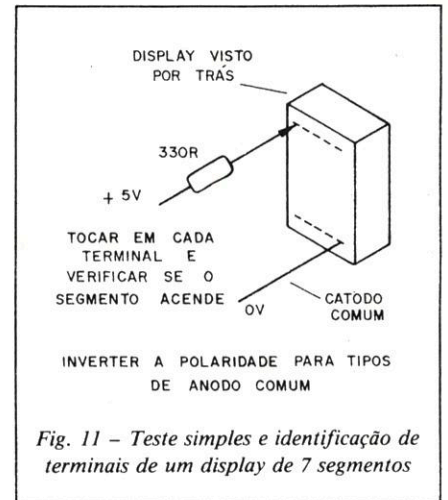 DISPLAY VISTO
POR TRÁS
330R
+ 5V
TOCAR EM CADA
TERMINAL E
VERIFICAR SE O
SEGMENTO ACENDE
0V
CATODO
COMUM
INVERTER A POLARIDADE PARA TIPOS
DE ANODO COMUM
Fig. 11 – Teste simples e identificação de
terminais de um display de 7 segmentos